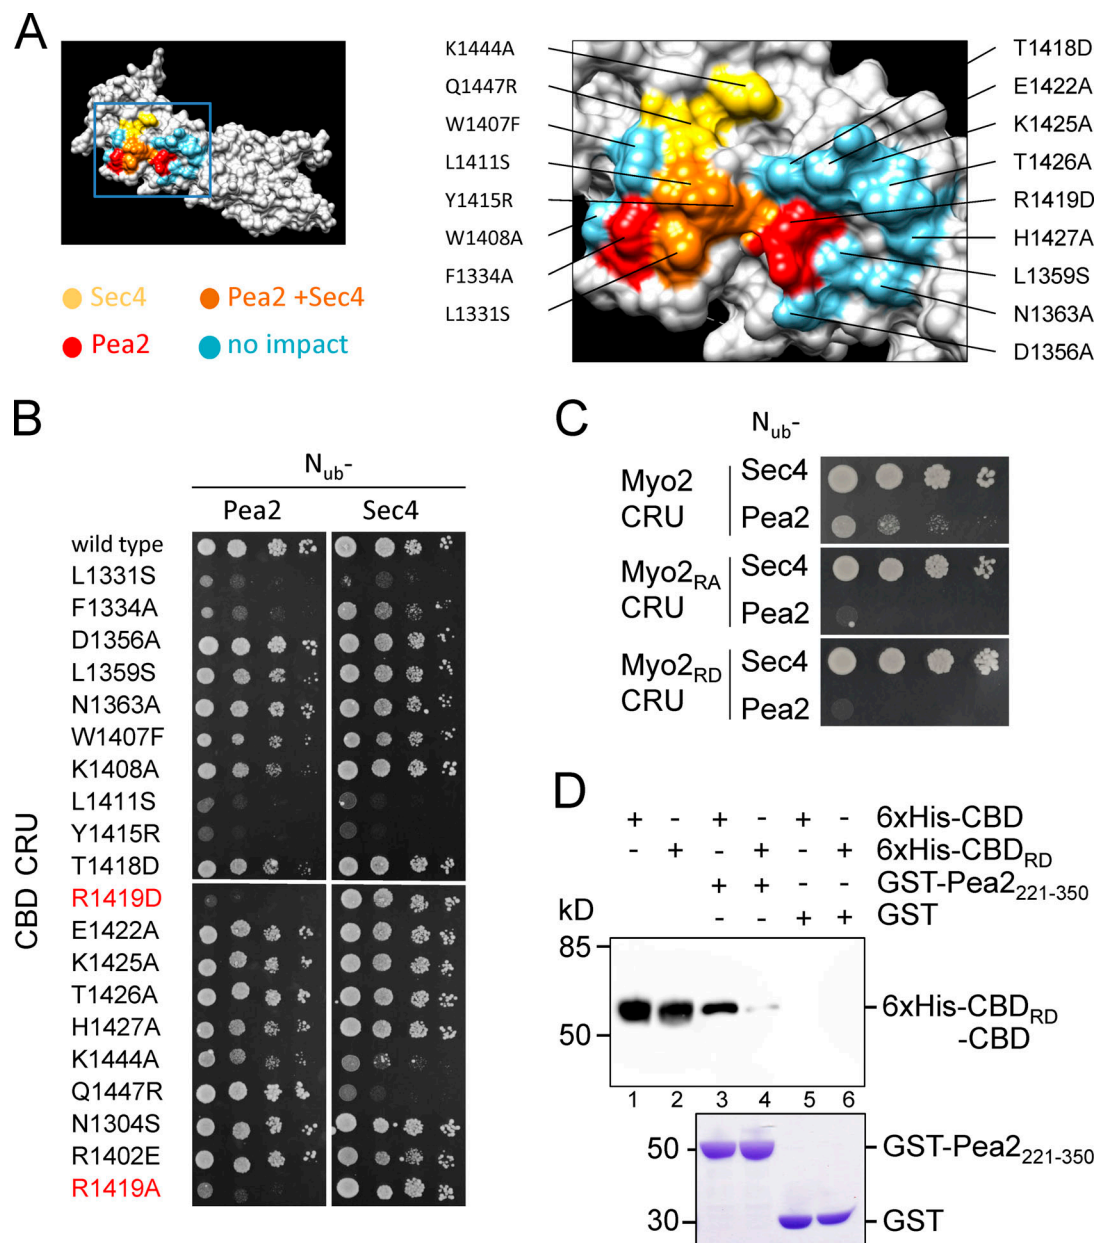 A
K1444A
Q1447R
W1407F
L1411S
Y1415R
W1408A
F1334A
L1331S
T1418D
E1422A
K1425A
T1426A
R1419D
H1427A
L1359S
N1363A
D1356A
Sec4
Pea2 +Sec4
Pea2
no impact
B
Nub-
Pea2 Sec4
CBD CRU
wild type
L1331S
F1334A
D1356A
L1359S
N1363A
W1407F
K1408A
L1411S
Y1415R
T1418D
R1419D
E1422A
K1425A
T1426A
H1427A
K1444A
Q1447R
N1304S
R1402E
R1419A
C
Nub-
Myo2 CRU
Sec4
Pea2
Myo2RA CRU
Sec4
Pea2
Myo2RD CRU
Sec4
Pea2
D
+ - + - + - 6xHis-CBD
- + - + - + 6xHis-CBDRD
- - + + - - GST-Pea2221-350
- - + + GST
kD
85
50
6xHis-CBDRD
-CBD
1 2 3 4 5 6
50
GST-Pea2221-350
30
GST